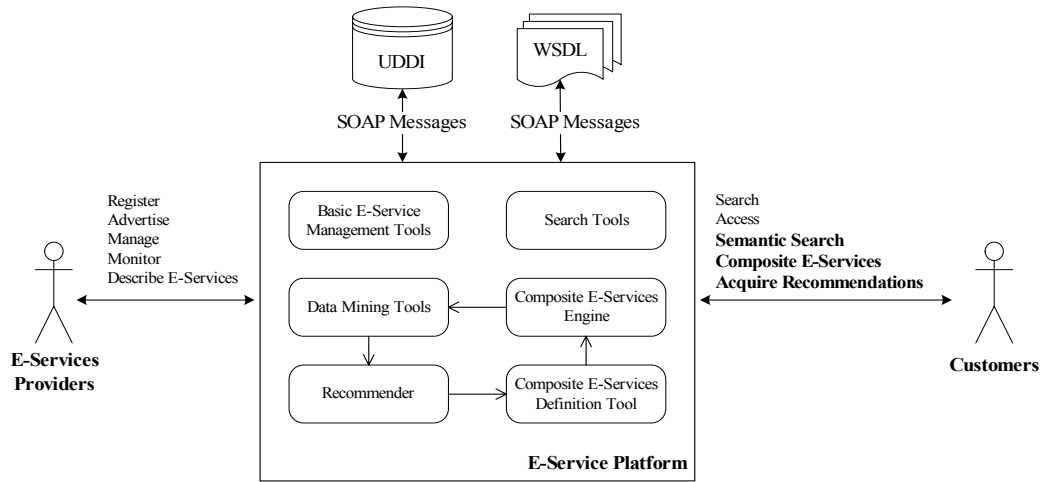 UDDI
WSDL
SOAP Messages
SOAP Messages
Register
Advertise
Manage
Monitor
Describe E-Services
E-Services
Providers
Basic E-Service
Management Tools
Search Tools
Data Mining Tools
Composite E-Services
Engine
Recommender
Composite E-Services
Definition Tool
E-Service Platform
Search
Access
Semantic Search
Composite E-Services
Acquire Recommendations
Customers